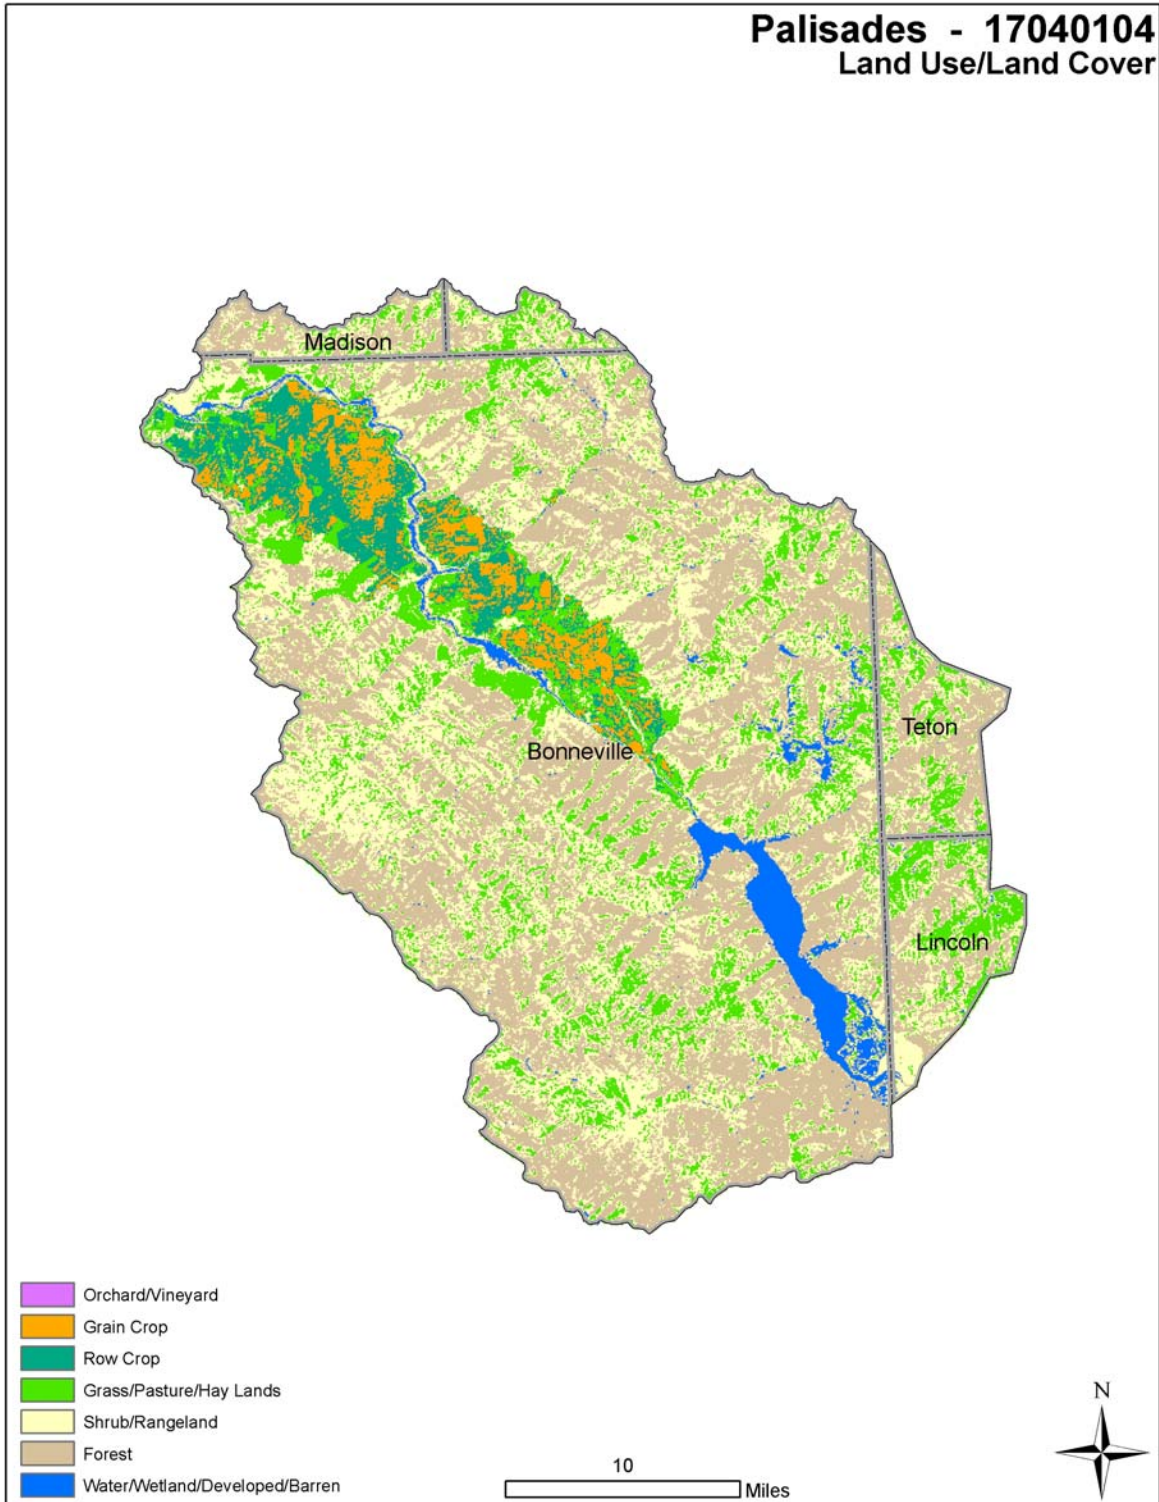 Palisades - 17040104
Land Use/Land Cover
Madison
Teton
Bonneville
Lincoln
Orchard/Vineyard
Grain Crop
Row Crop
Grass/Pasture/Hay Lands
Shrub/Rangeland
Forest
Water/Wetland/Developed/Barren
10
Miles
N